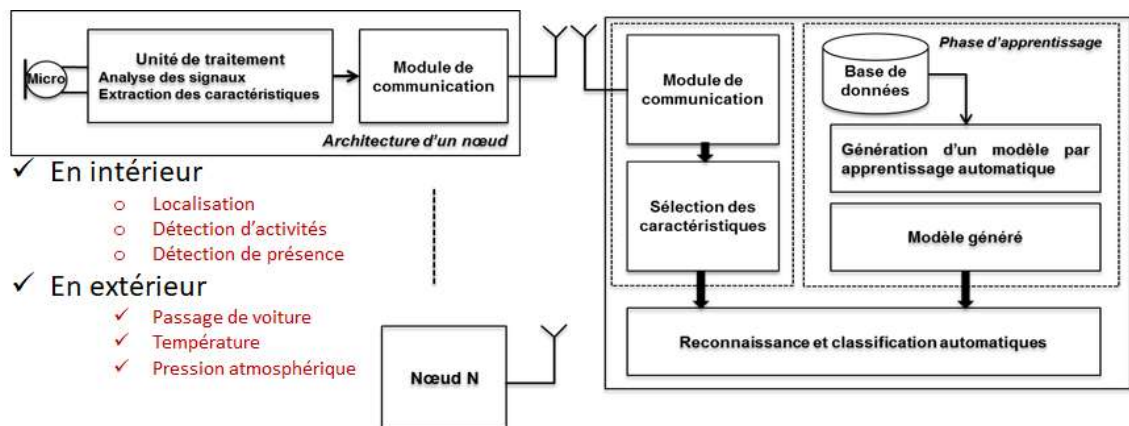 Micro
Unité de traitement
Analyse des signaux
Extraction des caractéristiques
Module de
communication
Architecture d'un nœud
✓ En intérieur
o Localisation
o Détection d'activités
o Détection de présence
✓ En extérieur
✓ Passage de voiture
✓ Température
✓ Pression atmosphérique
Nœud N
Module de
communication
Sélection des
caractéristiques
Phase d'apprentissage
Base de
données
Génération d'un modèle par
apprentissage automatique
Modèle généré
Reconnaissance et classification automatiques